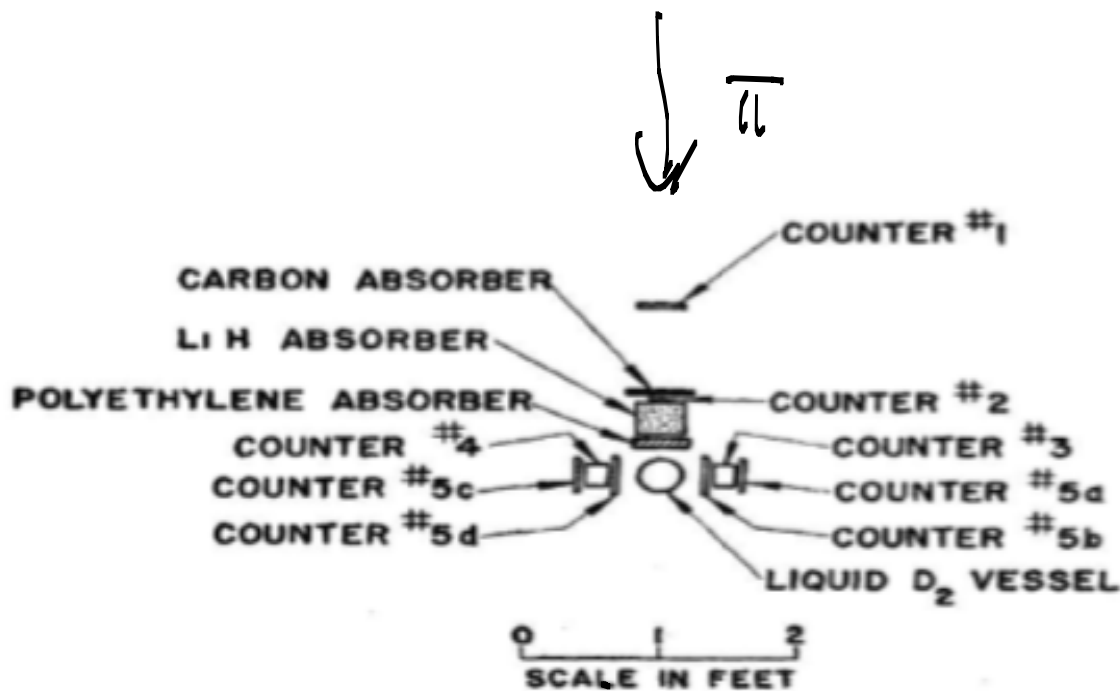 π
COUNTER #1
CARBON ABSORBER
LiH ABSORBER
POLYETHYLENE ABSORBER
COUNTER #2
COUNTER #4
COUNTER #3
COUNTER #5c
COUNTER #5a
COUNTER #5d
COUNTER #5b
LIQUID D₂ VESSEL
0 1 2
SCALE IN FEET